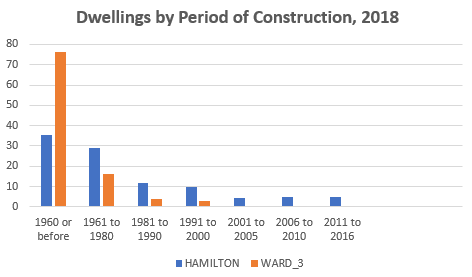 Dwellings by Period of Construction, 2018
80
70
60
50
40
30
20
10
0
1960 or before
1961 to 1980
1981 to 1990
1991 to 2000
2001 to 2005
2006 to 2010
2011 to 2016
HAMILTON WARD_3